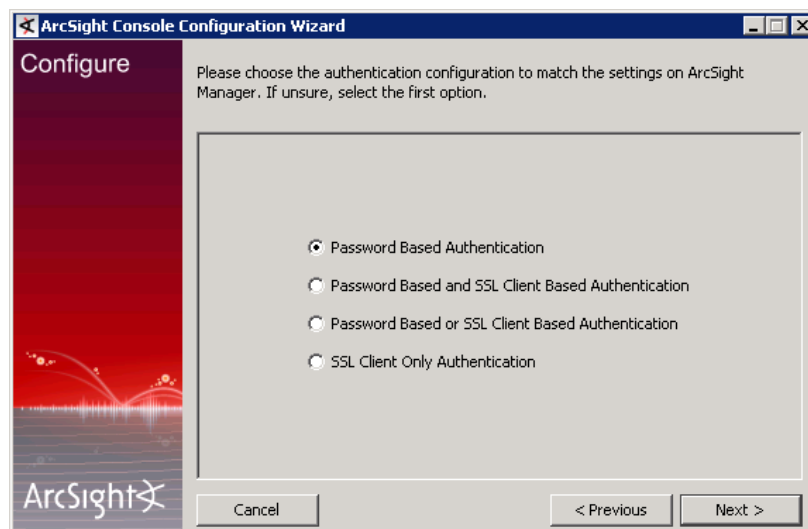 ArcSight Console Configuration Wizard
Configure
Please choose the authentication configuration to match the settings on ArcSight
Manager. If unsure, select the first option.
Password Based Authentication
Password Based and SSL Client Based Authentication
Password Based or SSL Client Based Authentication
SSL Client Only Authentication
ArcSight
Cancel
< Previous
Next >